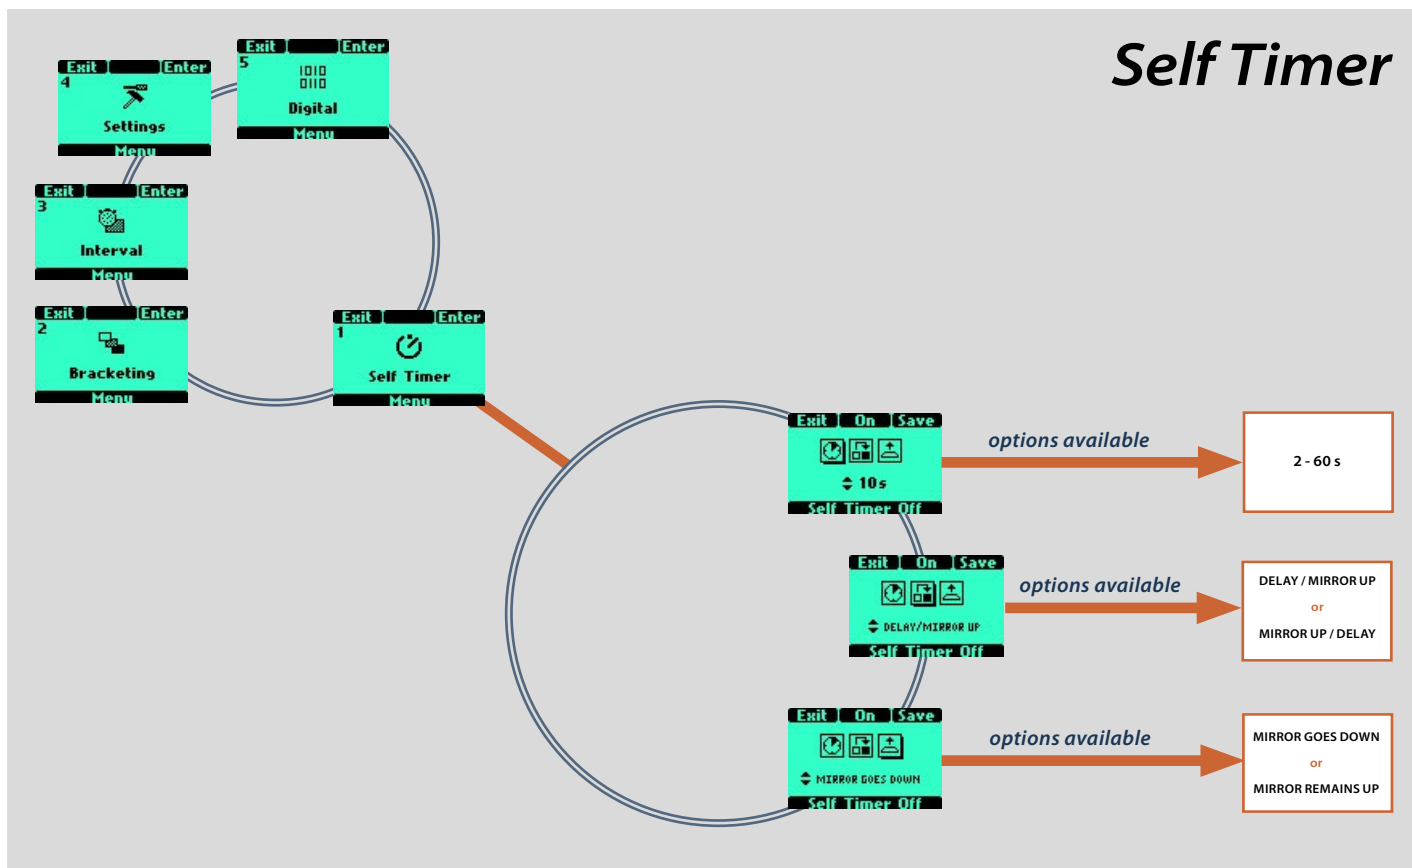 Self Timer
Exit Enter
5
1010
0110
Digital
Menu
Exit Enter
4
Settings
Menu
Exit Enter
3
Interval
Menu
Exit Enter
2
Bracketing
Menu
Exit Enter
1
Self Timer
Menu
Exit On Save
10s
Self Timer Off
options available
2 - 60 s
Exit On Save
DELAY/MIRROR UP
Self Timer Off
options available
DELAY / MIRROR UP
or
MIRROR UP / DELAY
Exit On Save
MIRROR GOES DOWN
Self Timer Off
options available
MIRROR GOES DOWN
or
MIRROR REMAINS UP